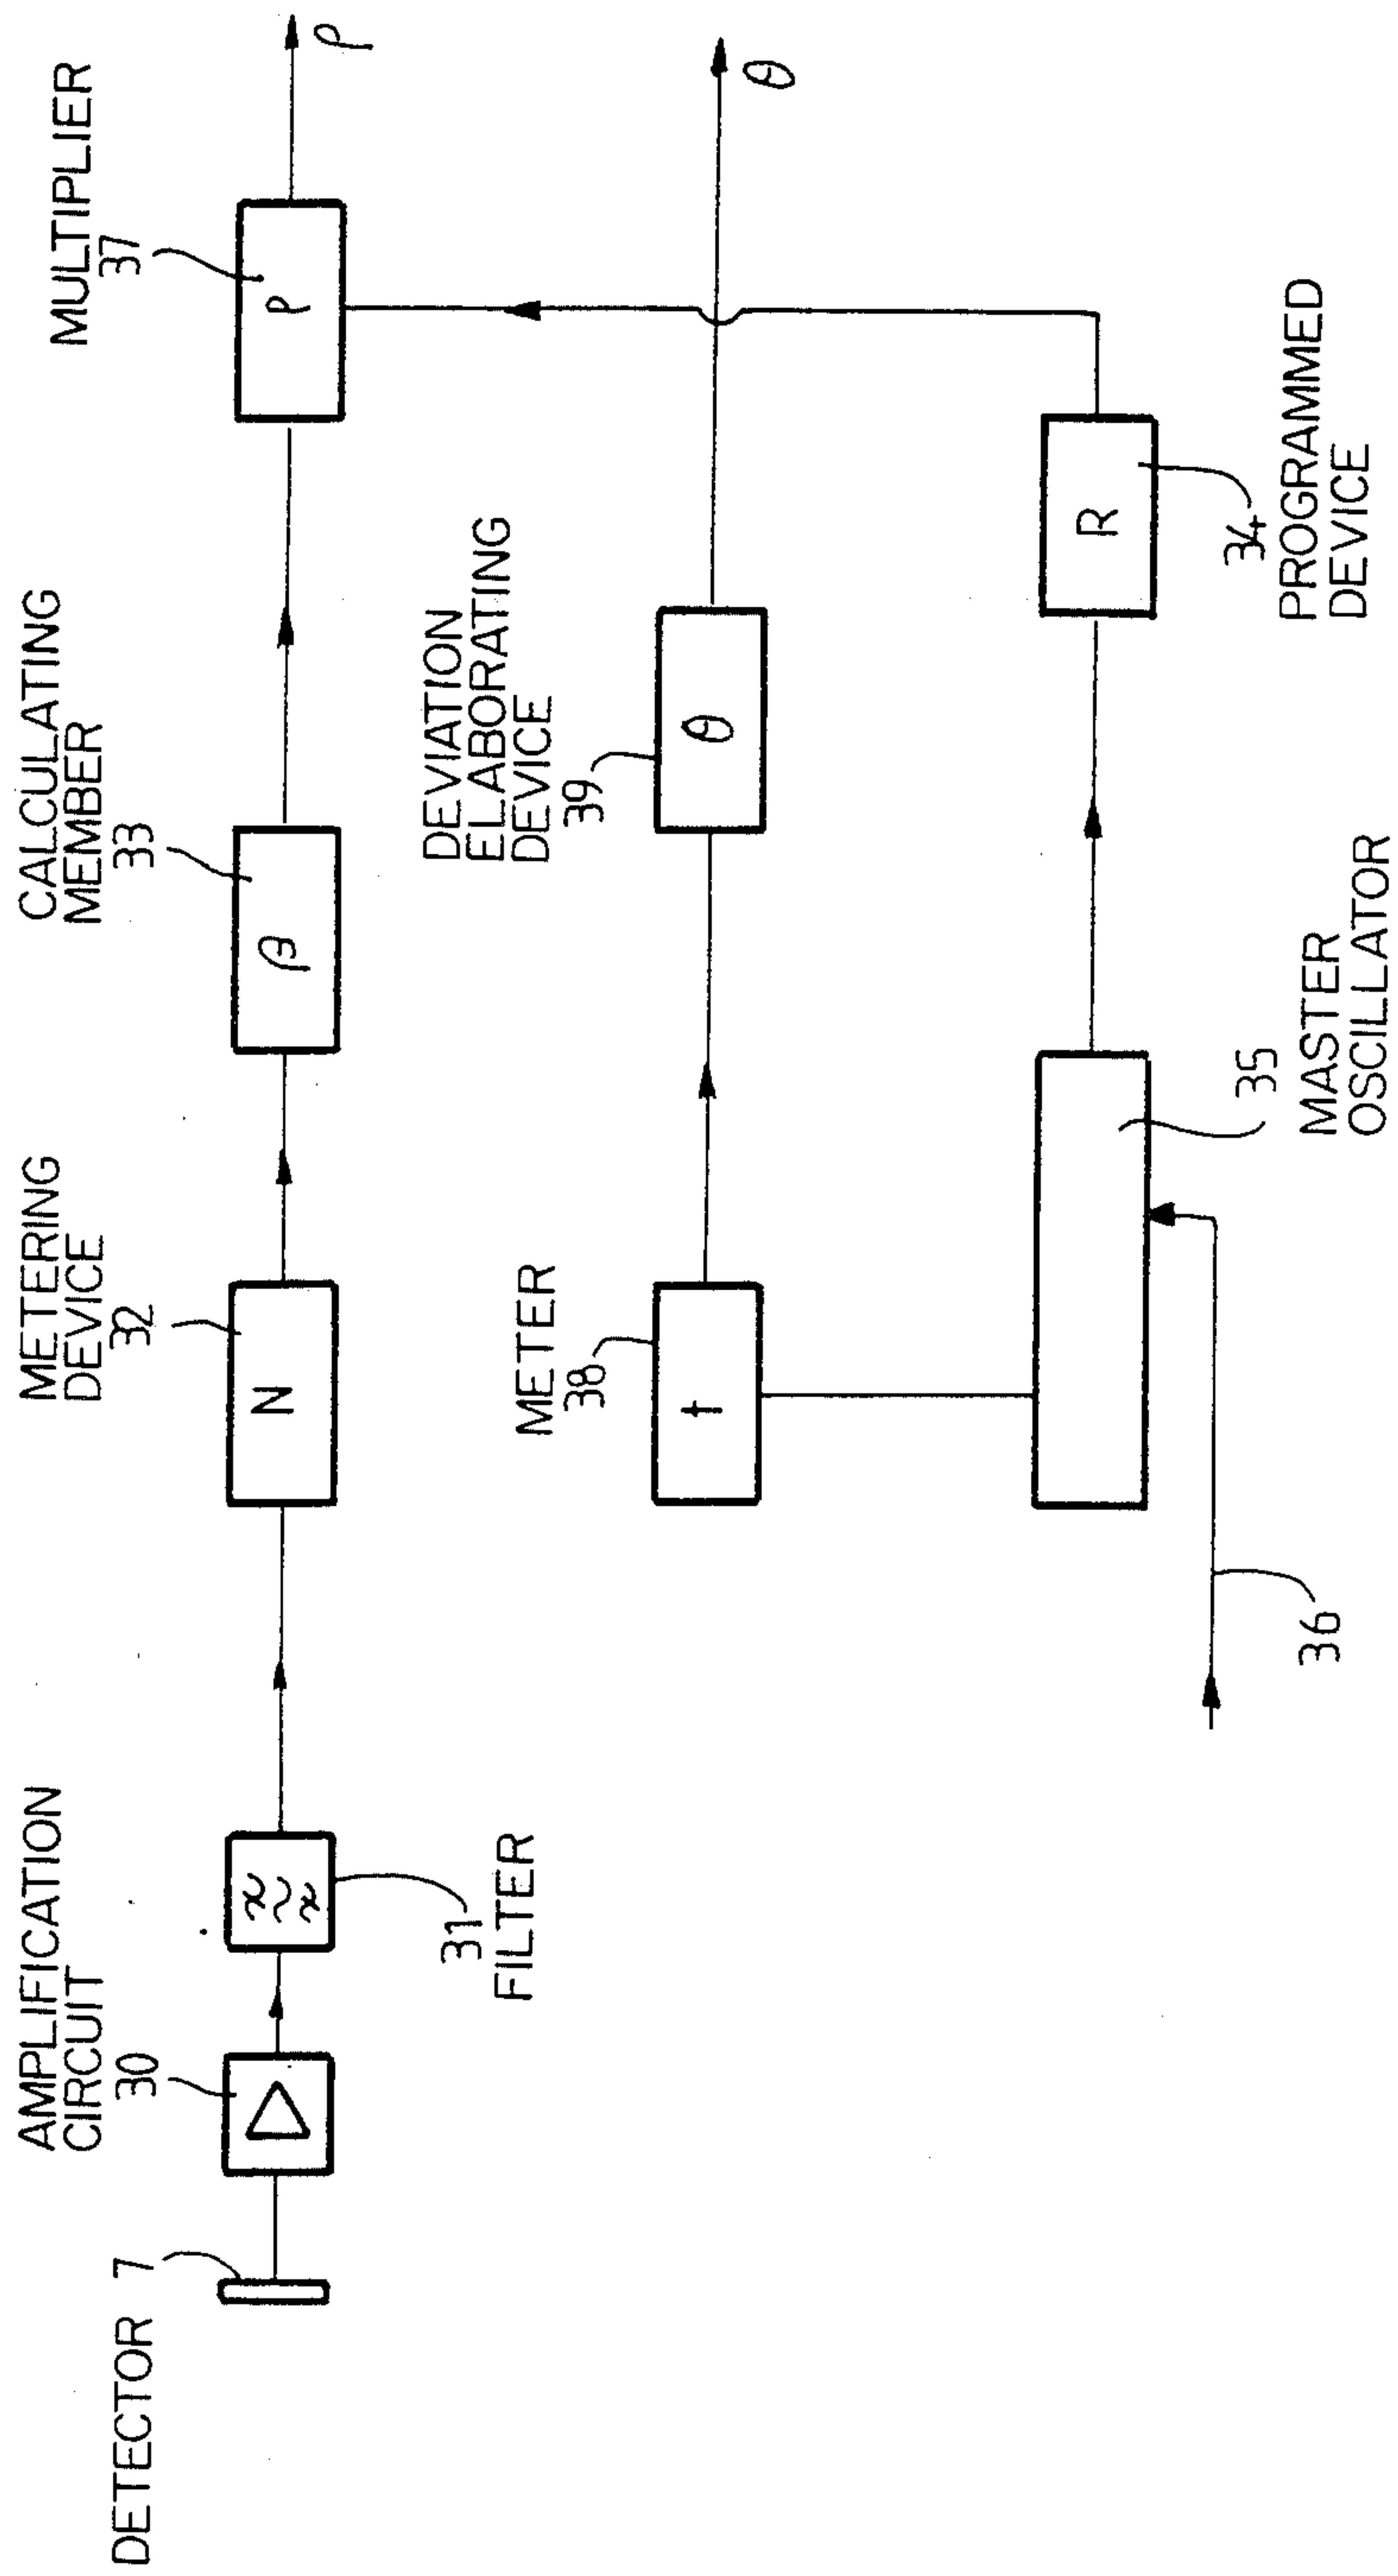 DETECTOR 7
AMPLIFICATION
CIRCUIT
30
31
FILTER
METERING
DEVICE
32
N
CALCULATING
MEMBER
33
β
MULTIPLIER
37
ρ
ρ
METER
38
t
DEVIATION
ELABORATING
DEVICE
39
θ
θ
36
35
MASTER
OSCILLATOR
R
34
PROGRAMMED
DEVICE